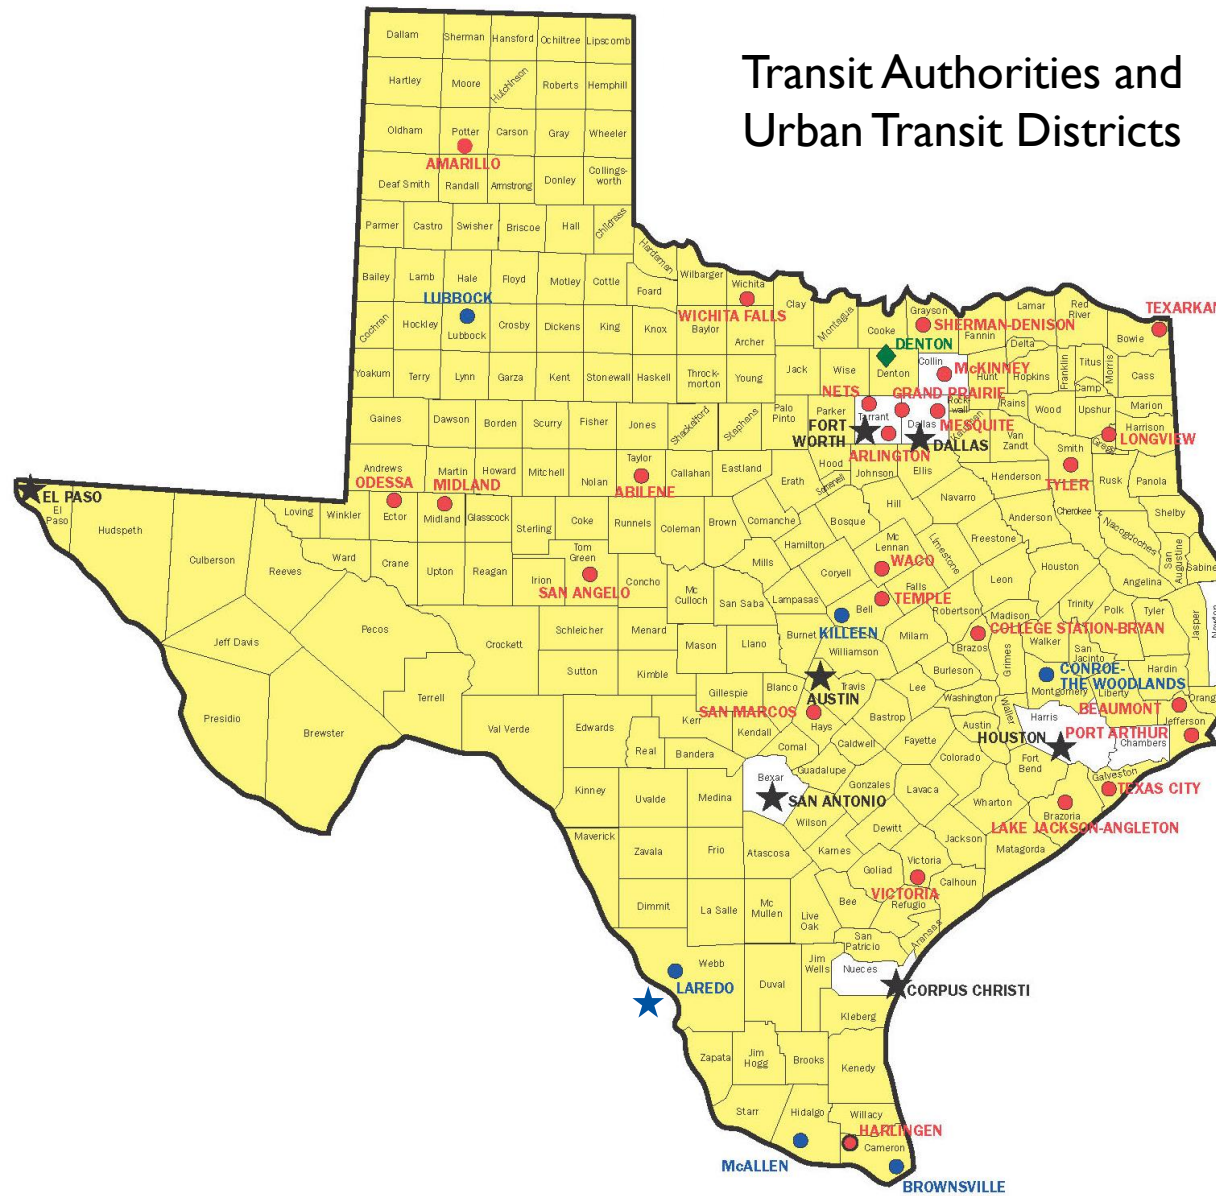 Transit Authorities and
Urban Transit Districts
Dallam
Sherman
Hansford
Ochiltree
Lipscomb
Hartley
Moore
Hutchinson
Roberts
Hemphill
Oldham
Potter
Carson
Gray
Wheeler
AMARILLO
Deaf Smith
Randall
Armstrong
Donley
Collings-
worth
Parmer
Castro
Swisher
Briscoe
Hall
Childress
Hardeman
Bailey
Lamb
Hale
Floyd
Motley
Cottle
Foard
Wilbarger
Wichita
Clay
Montague
Cooke
Grayson
Fannin
Lamar
Red
River
Bowie
TEXARKAN
LUBBOCK
WICHITA FALLS
SHERMAN-DENISON
DENTON
Cochran
Hockley
Lubbock
Crosby
Dickens
King
Knox
Baylor
Archer
Delta
Collin
Franklin
Titus
Morris
Cass
Yoakum
Terry
Lynn
Garza
Kent
Stonewall
Haskell
Throck-
morton
Young
Jack
Wise
Denton
McKINNEY
Hunt
Hopkins
Camp
NETS
GRAND PRAIRIE
Rock-
wall
Rains
Wood
Upshur
Marion
Harrison
Gaines
Dawson
Borden
Scurry
Fisher
Jones
Shackelford
Stephens
Palo
Pinto
Parker
Tarrant
Dallas
Kaufman
MESQUITE
FORT
WORTH
DALLAS
ARLINGTON
Van
Zandt
Gregg
LONGVIEW
Andrews
Martin
Howard
Mitchell
Nolan
Taylor
Callahan
Eastland
Erath
Hood
Somervell
Johnson
Ellis
Henderson
Smith
TYLER
Rusk
Panola
ODESSA
MIDLAND
ABILENE
EL PASO
El
Paso
Hudspeth
Culberson
Loving
Winkler
Ector
Midland
Glasscock
Sterling
Coke
Runnels
Coleman
Brown
Comanche
Bosque
Hill
Navarro
Anderson
Cherokee
Nacogdoches
Shelby
Reeves
Ward
Crane
Upton
Reagan
Irion
Tom
Green
SAN ANGELO
Concho
Mc
Culloch
San Saba
Mills
Hamilton
Coryell
Mc
Lennan
WACO
Limestone
Freestone
Leon
Houston
Angelina
San
Augustine
Sabine
Lampasas
Bell
Falls
TEMPLE
Robertson
Madison
Trinity
Polk
Tyler
Jasper
Newton
KILLEEN
COLLEGE STATION-BRYAN
Jeff Davis
Pecos
Crockett
Schleicher
Menard
Mason
Llano
Burnet
Williamson
Milam
Brazos
Grimes
Walker
San
Jacinto
Hardin
Presidio
Brewster
Terrell
Val Verde
Sutton
Kimble
Gillespie
Blanco
Travis
AUSTIN
Lee
Burleson
Washington
CONROE-
THE WOODLANDS
Montgomery
Liberty
BEAUMONT
Orang
Jefferson
PORT ARTHUR
Edwards
Kerr
Real
Bandera
Kendall
SAN MARCOS
Hays
Comal
Caldwell
Bastrop
Fayette
Austin
Waller
Harris
Chambers
HOUSTON
Colorado
Fort
Bend
Galveston
TEXAS CITY
Kinney
Uvalde
Medina
Bexar
SAN ANTONIO
Guadalupe
Gonzales
Lavaca
Wharton
Brazoria
LAKE JACKSON-ANGLETON
Matagorda
Maverick
Zavala
Frio
Atascosa
Wilson
Karnes
Dewitt
Jackson
Goliad
Victoria
Calhoun
VICTORIA
Refugio
Dimmit
La Salle
Mc
Mullen
Live
Oak
Bee
San
Patricio
Aransas
Webb
LAREDO
Duval
Jim
Wells
Nueces
CORPUS CHRISTI
Kleberg
Zapata
Jim
Hogg
Brooks
Kenedy
Starr
Hidalgo
Willacy
HARLINGEN
Cameron
McALLEN
BROWNSVILLE